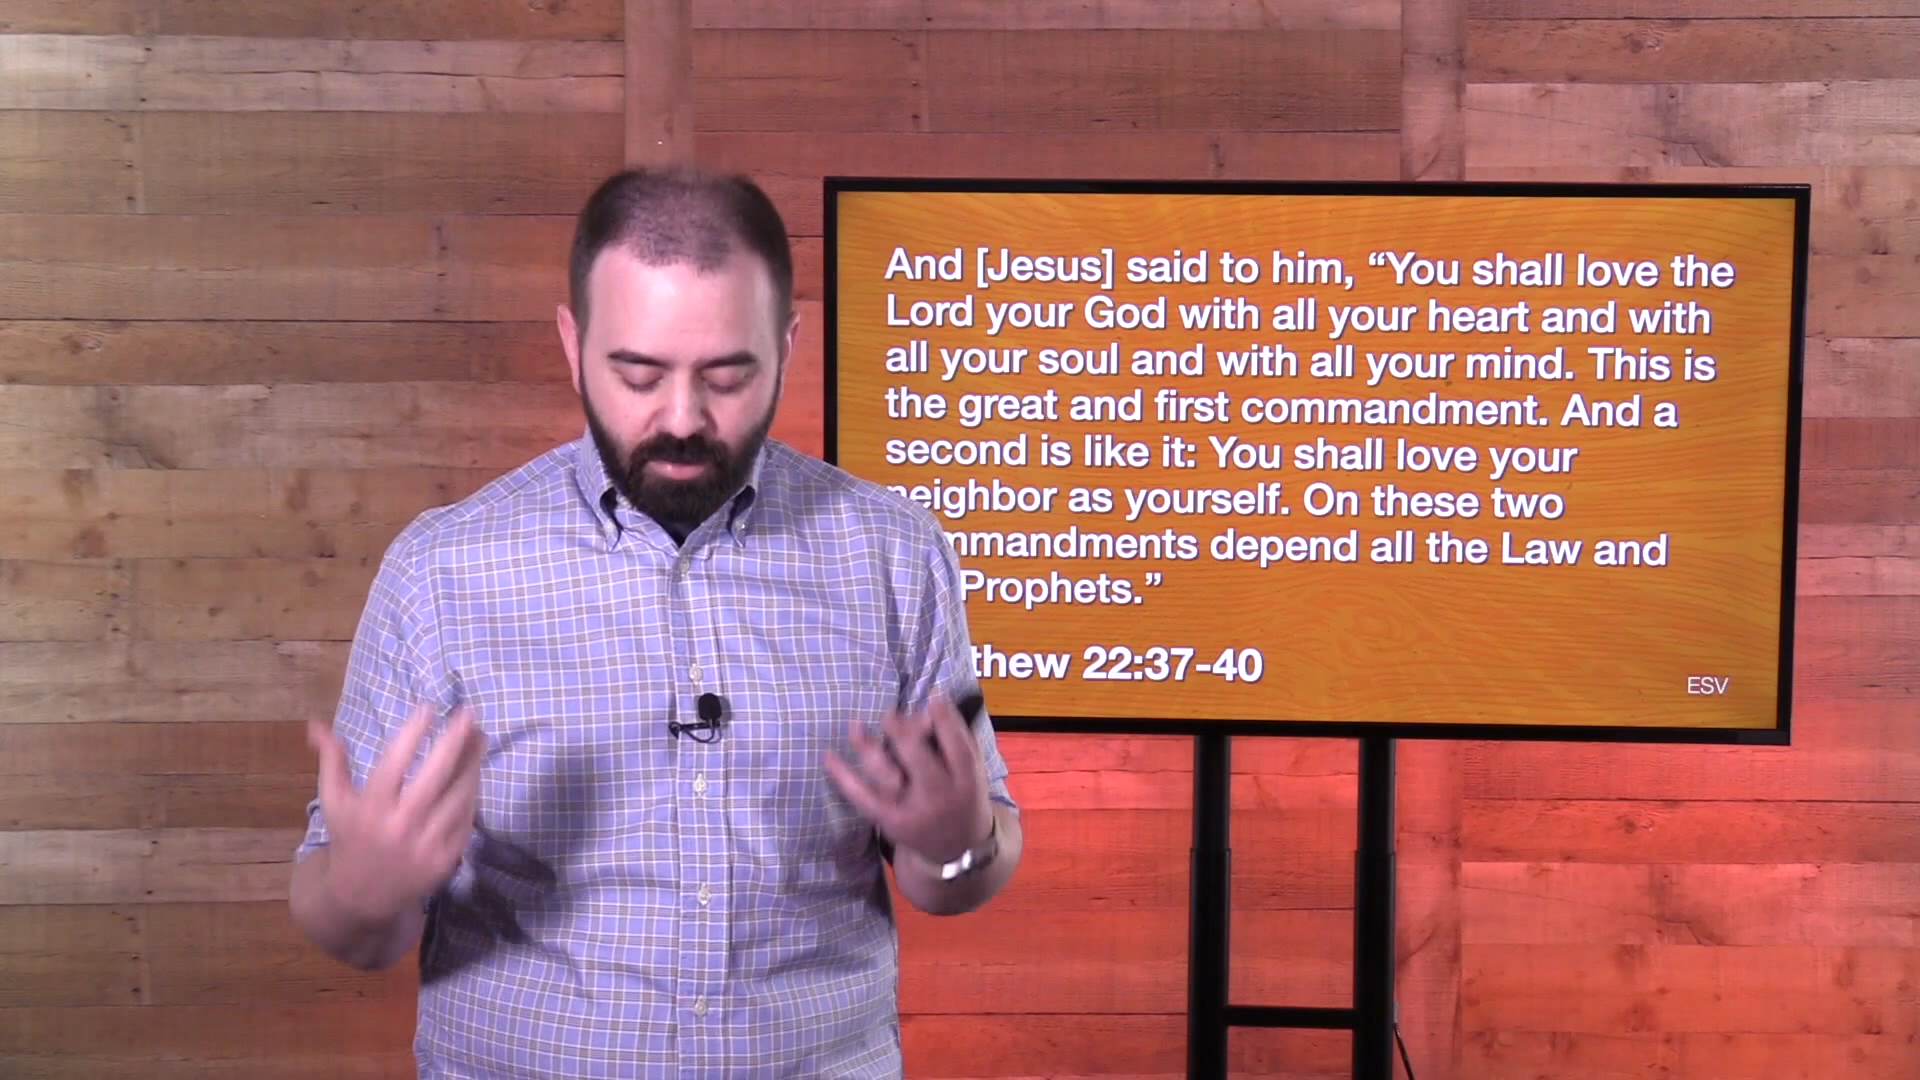 And [Jesus] said to him, “You shall love the
Lord your God with all your heart and with
all your soul and with all your mind. This is
the great and first commandment. And a
second is like it: You shall love your
neighbor as yourself. On these two
mmandments depend all the Law and
Prophets.”
thew 22:37-40
ESV